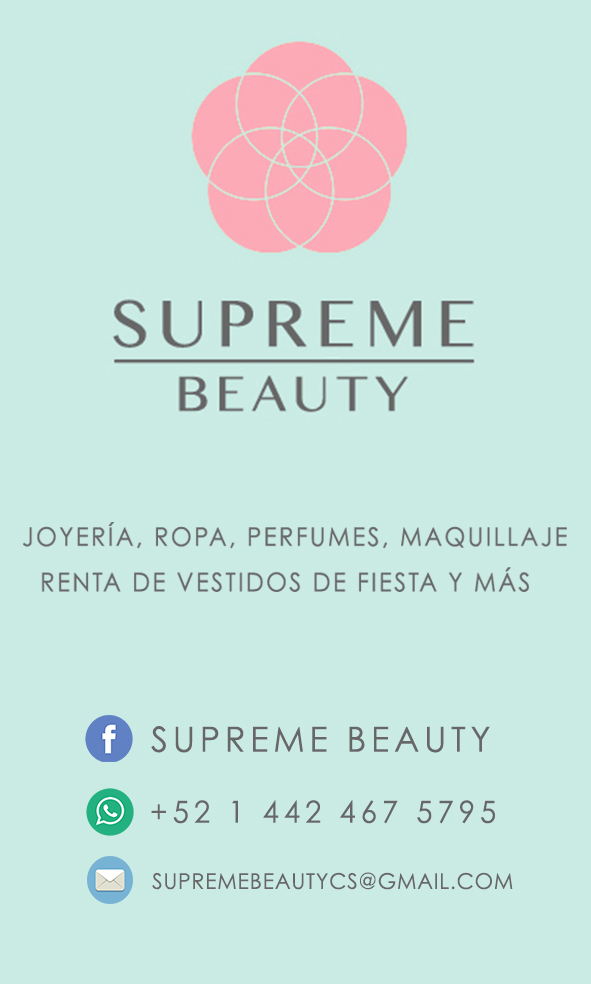 SUPREME
BEAUTY
JOYERÍA, ROPA, PERFUMES, MAQUILLAJE
RENTA DE VESTIDOS DE FIESTA Y MÁS
f SUPREME BEAUTY
+52 1 442 467 5795
SUPREMEBEAUTYCS@GMAIL.COM